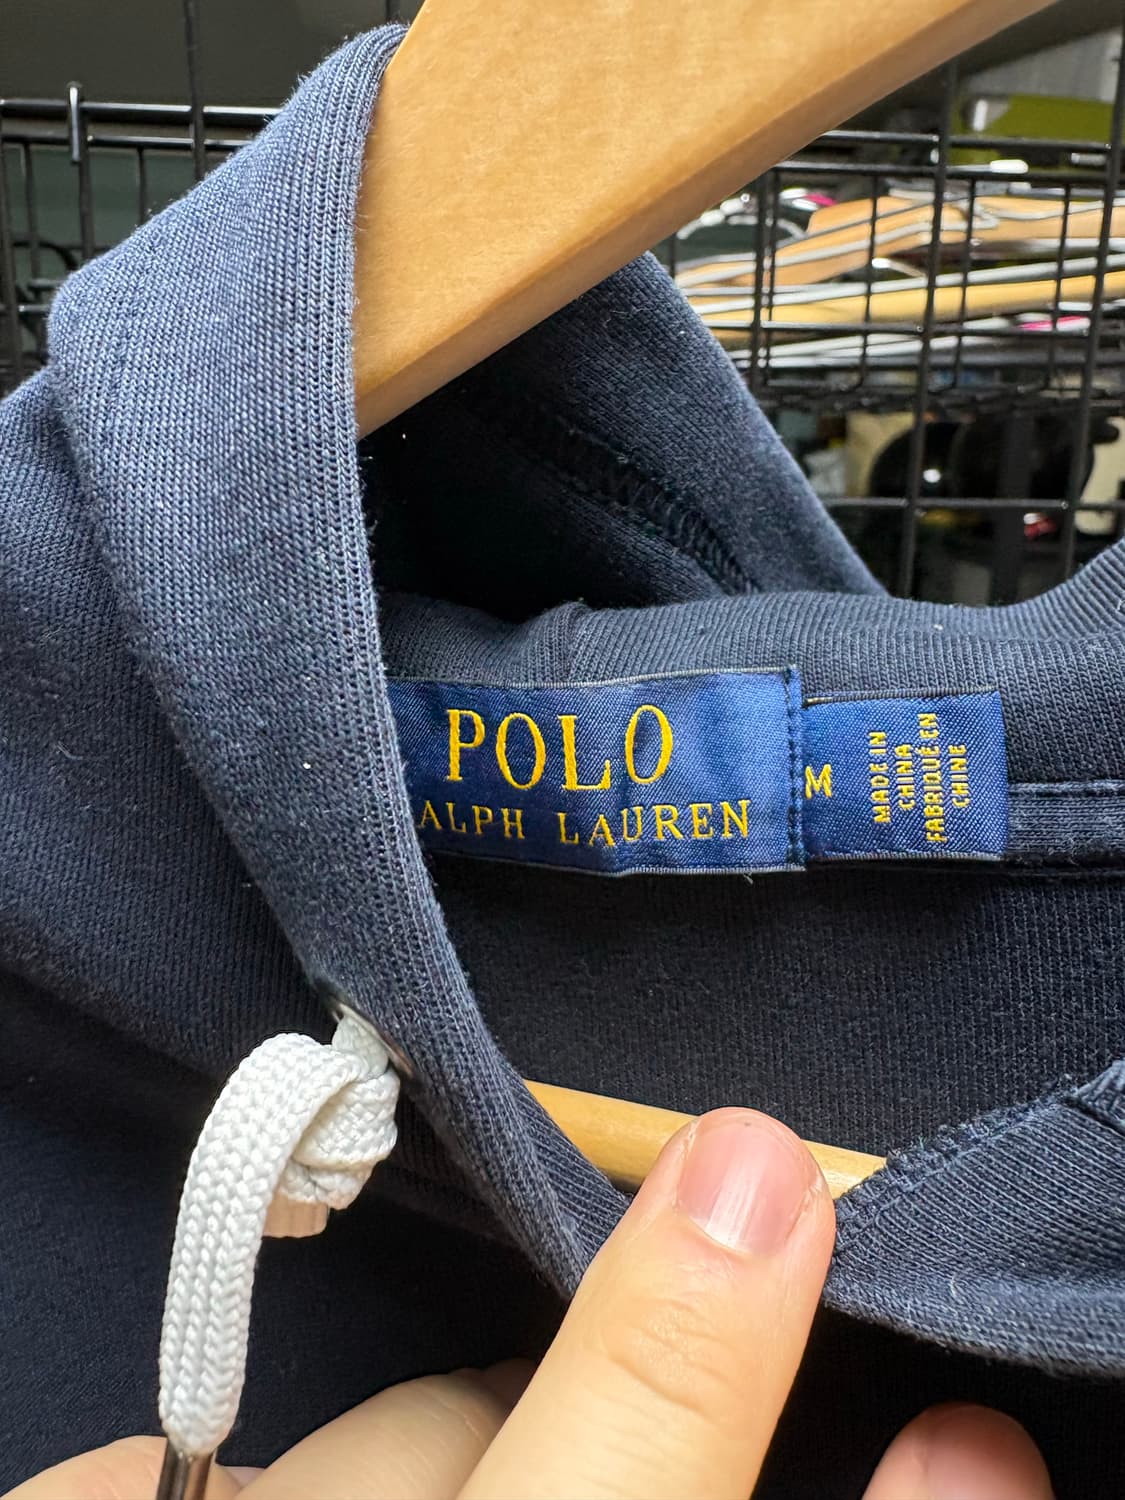 POLO
ALPH LAUREN
M
MADE IN
CHINA
FABRIQUÉ EN
CHINE